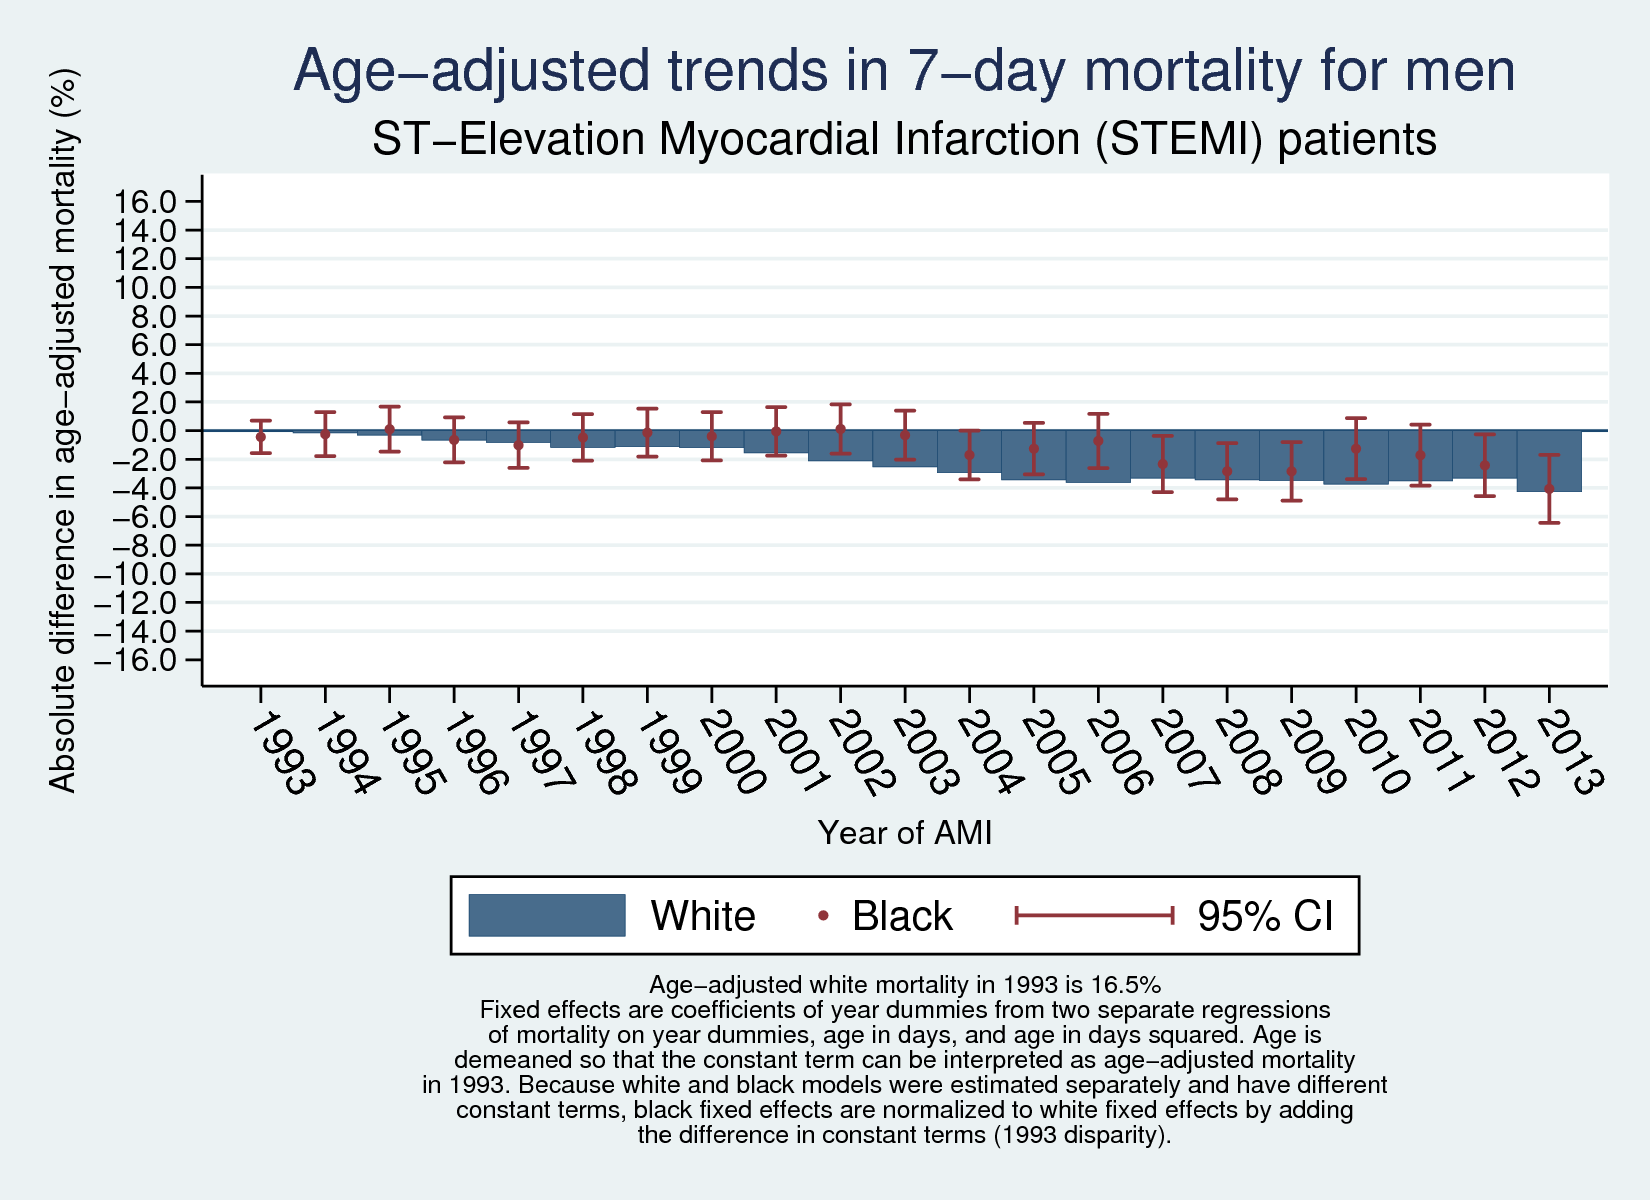 Age−adjusted trends in 7−day mortality for men
ST−Elevation Myocardial Infarction (STEMI) patients
Absolute difference in age−adjusted mortality (%)
16.0
14.0
12.0
10.0
8.0
6.0
4.0
2.0
0.0
−2.0
−4.0
−6.0
−8.0
−10.0
−12.0
−14.0
−16.0
1993 1994 1995 1996 1997 1998 1999 2000 2001 2002 2003 2004 2005 2006 2007 2008 2009 2010 2011 2012 2013
Year of AMI
White Black 95% CI
Age−adjusted white mortality in 1993 is 16.5%
Fixed effects are coefficients of year dummies from two separate regressions
of mortality on year dummies, age in days, and age in days squared. Age is
demeaned so that the constant term can be interpreted as age−adjusted mortality
in 1993. Because white and black models were estimated separately and have different
constant terms, black fixed effects are normalized to white fixed effects by adding
the difference in constant terms (1993 disparity).